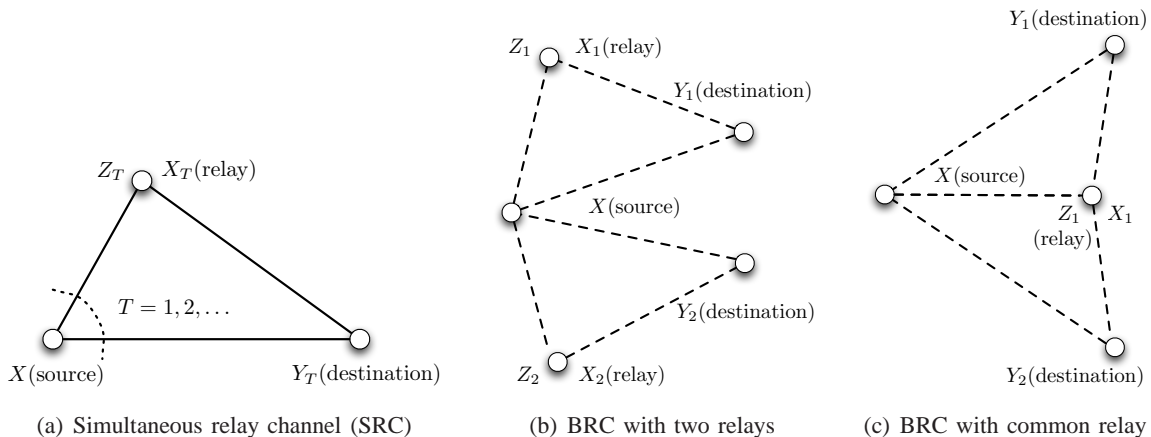 Z_T X_T(relay)
T = 1, 2, . . .
X(source)
Y_T(destination)
(a) Simultaneous relay channel (SRC)
Z_1 X_1(relay)
Y_1(destination)
X(source)
Y_2(destination)
Z_2 X_2(relay)
(b) BRC with two relays
Y_1(destination)
X(source)
Z_1 X_1
(relay)
Y_2(destination)
(c) BRC with common relay